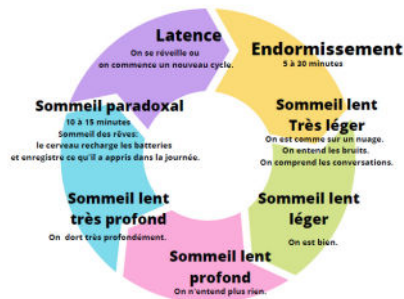 Latence
On se réveille ou
on commence un nouveau cycle.
Endormissement
5 à 30 minutes
Sommeil lent
Très léger
On est comme sur un nuage.
On entend les bruits.
On comprend les conversations.
Sommeil lent
léger
On est bien.
Sommeil lent
profond
On n'entend plus rien.
Sommeil lent
très profond
On dort très profondément.
Sommeil paradoxal
10 à 15 minutes
Sommeil des rêves:
le cerveau recharge les batteries
et enregistre ce qu'il a appris dans la journée.